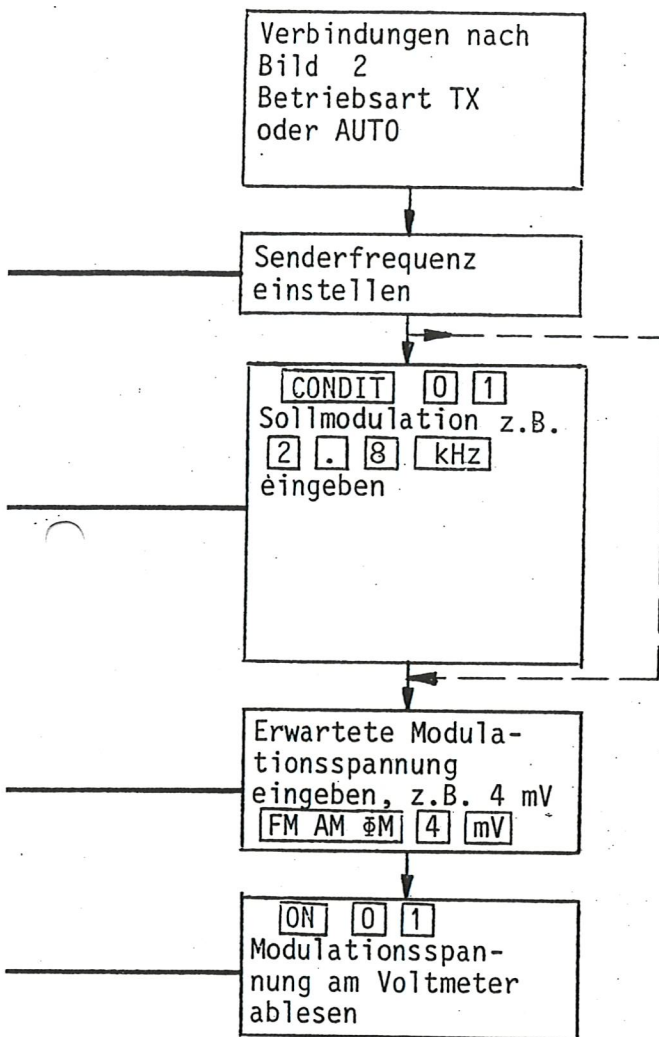 Verbindungen nach
Bild 2
Betriebsart TX
oder AUTO
Senderfrequenz
einstellen
CONDIT 0 1
Sollmodulation z.B.
2 . 8 kHz
eingeben
Erwartete Modula-
tionsspannung
eingeben, z.B. 4 mV
FM AM ΦM 4 mV
ON 0 1
Modulationsspan-
nung am Voltmeter
ablesen